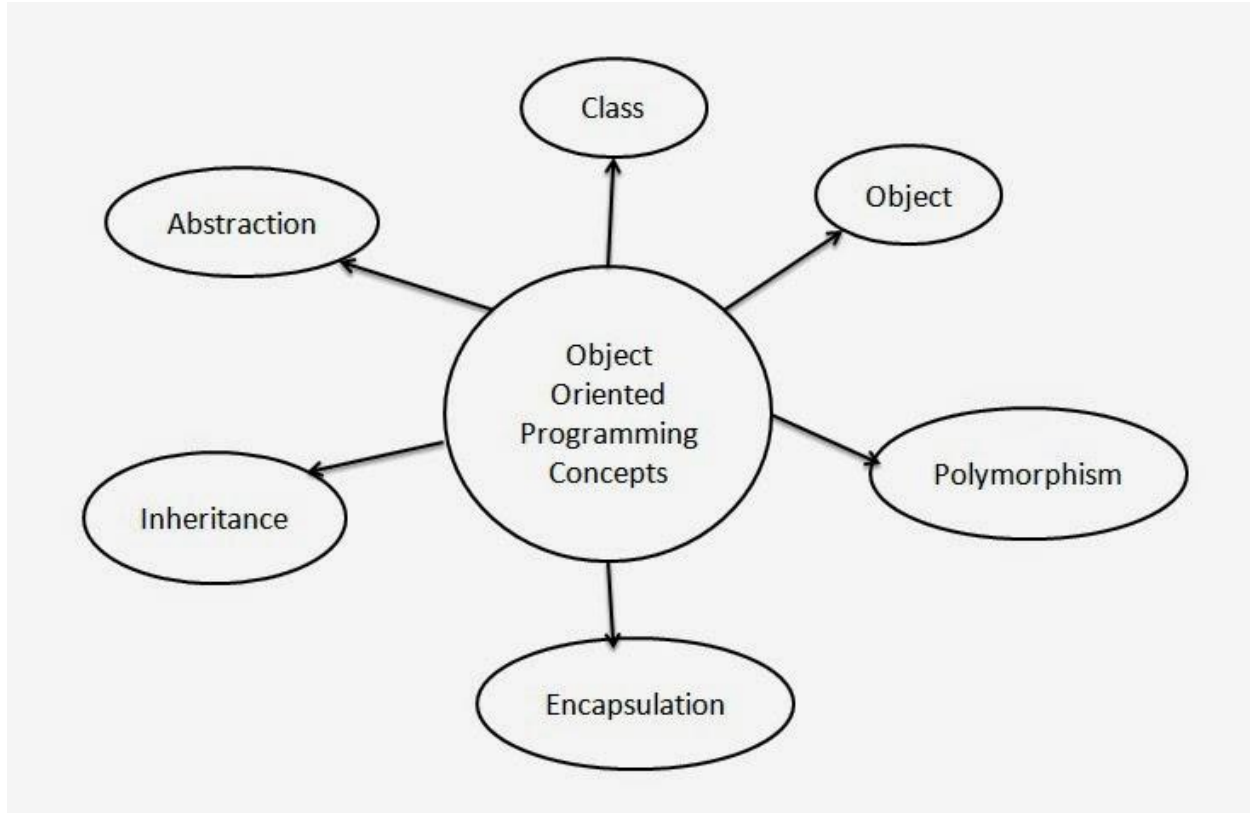 Class
Object
Abstraction
Object
Oriented
Programming
Concepts
Polymorphism
Inheritance
Encapsulation